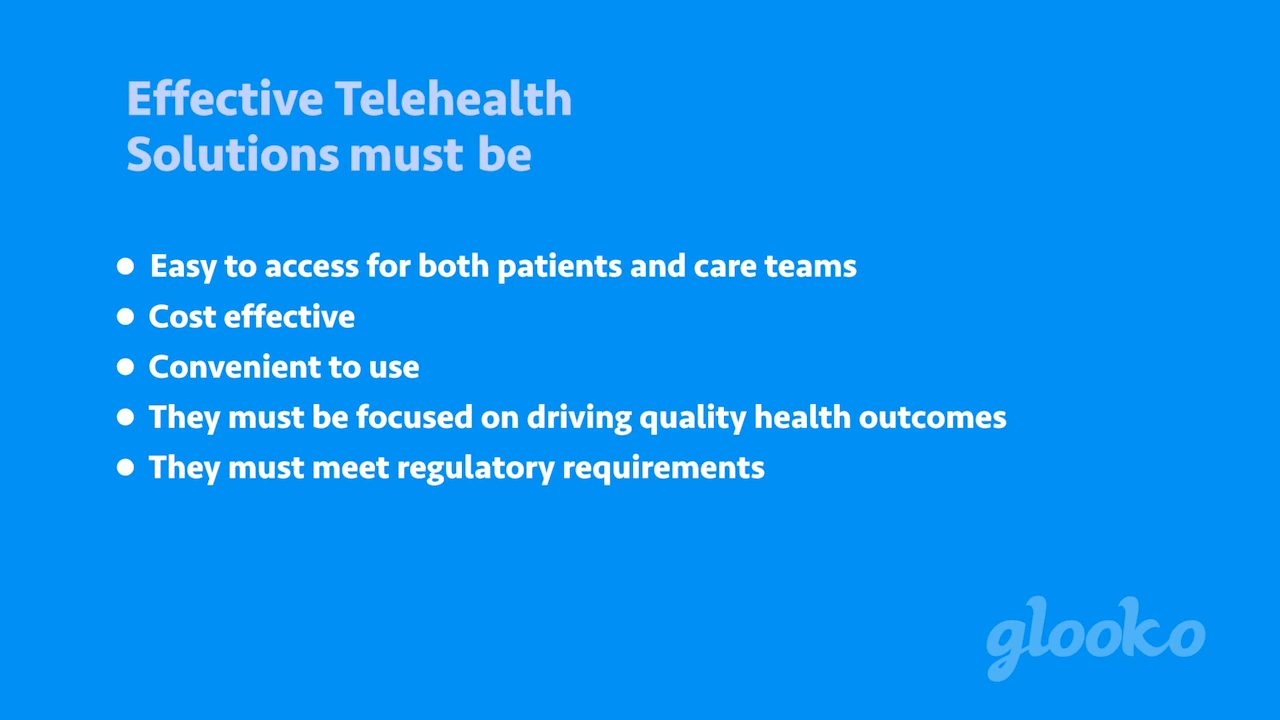 Effective Telehealth
Solutions must be
• Easy to access for both patients and care teams
• Cost effective
• Convenient to use
• They must be focused on driving quality health outcomes
• They must meet regulatory requirements
glooko